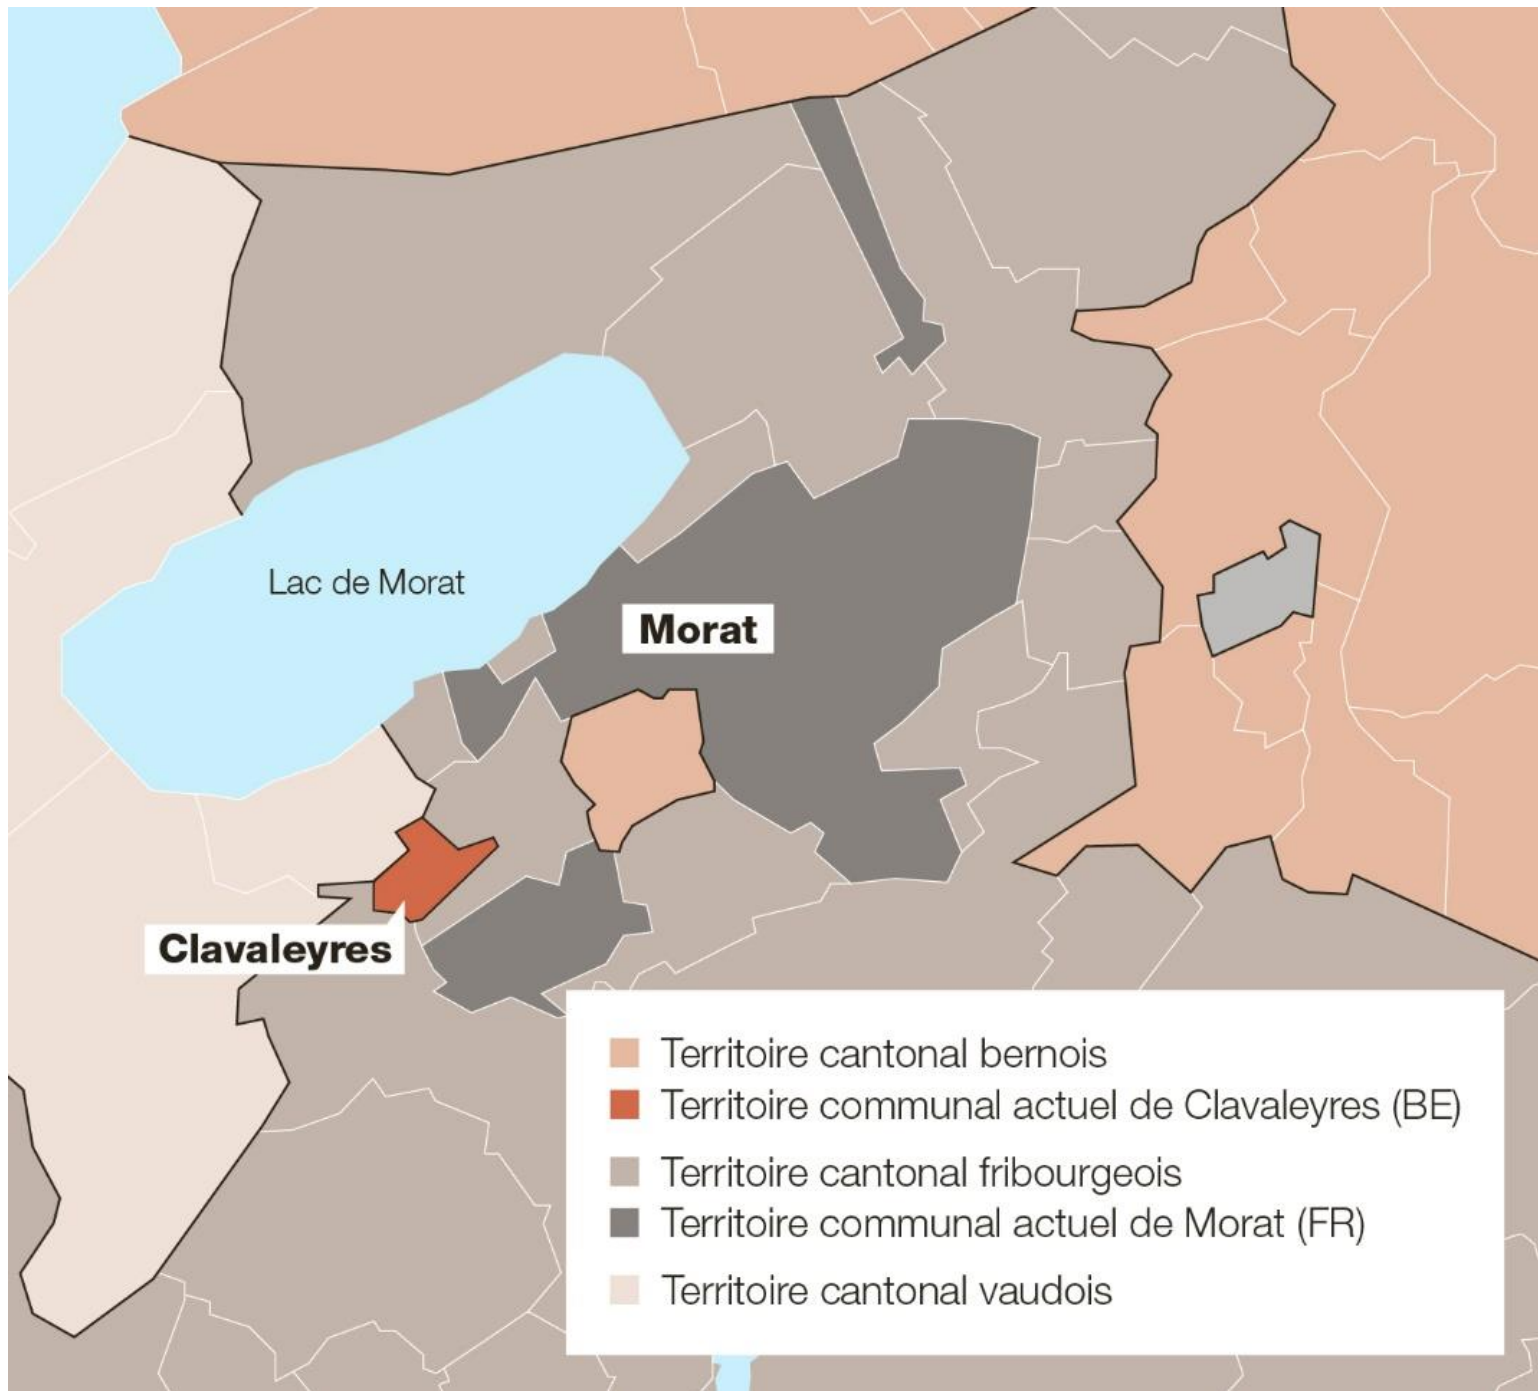 Lac de Morat
Morat
Clavaleyres
Territoire cantonal bernois
Territoire communal actuel de Clavaleyres (BE)
Territoire cantonal fribourgeois
Territoire communal actuel de Morat (FR)
Territoire cantonal vaudois